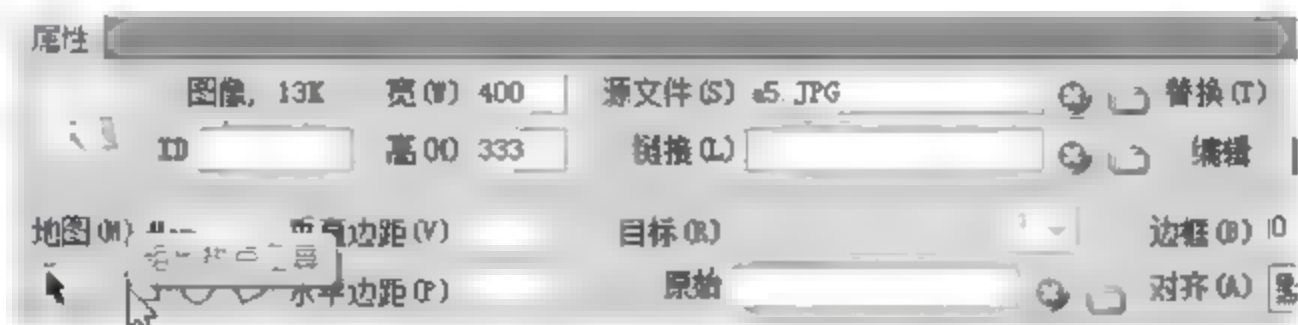 属性
图像, 13K 宽(W) 400 源文件(S) a5.JPG 替换(T)
ID 高(H) 333 链接(L) 编辑
地图(M) 垂直边距(V) 目标(R) 边框(B) 0
水平边距(P) 原始 对齐(A) 默